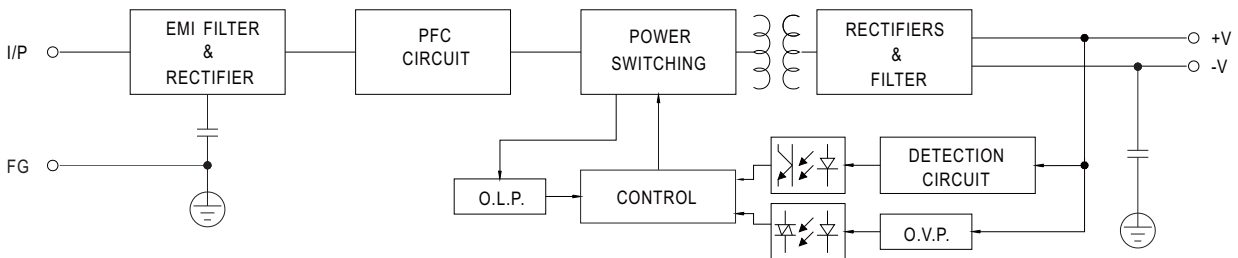 I/P
EMI FILTER
&
RECTIFIER
PFC
CIRCUIT
POWER
SWITCHING
RECTIFIERS
&
FILTER
+V
-V
FG
O.L.P.
CONTROL
DETECTION
CIRCUIT
O.V.P.